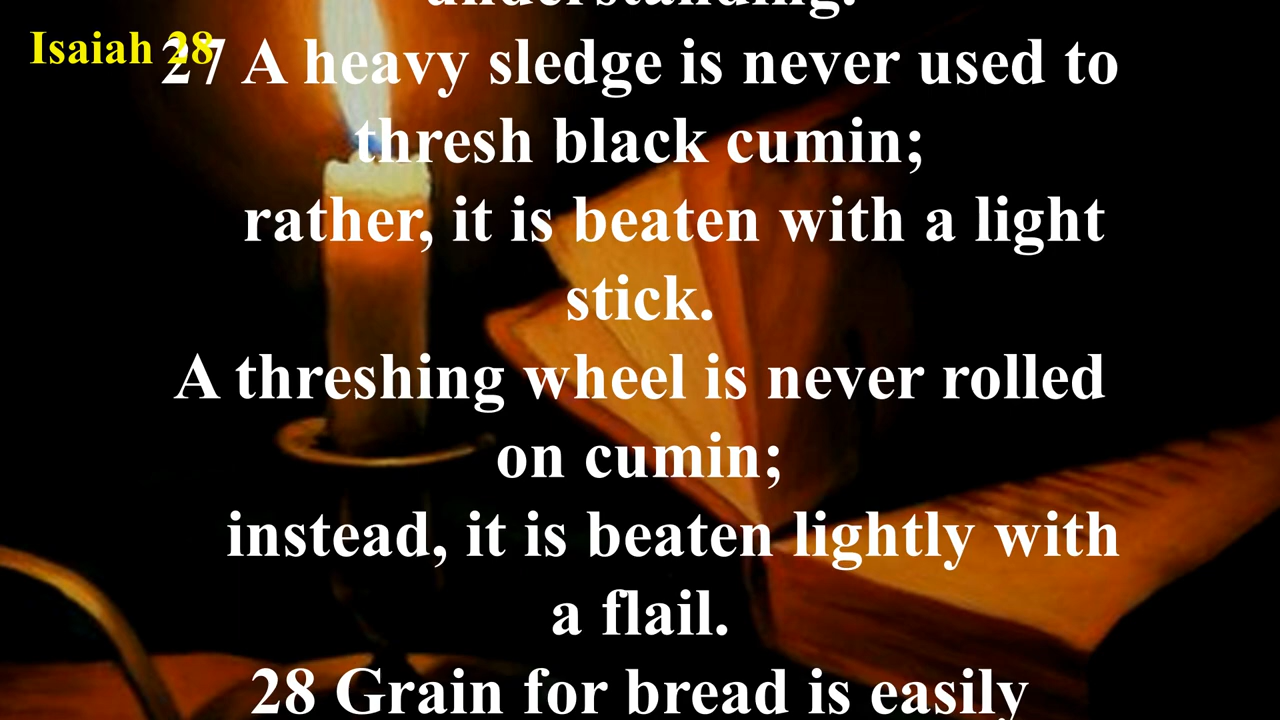 understanding.
Isaiah 28
27 A heavy sledge is never used to
thresh black cumin;
rather, it is beaten with a light
stick.
A threshing wheel is never rolled
on cumin;
instead, it is beaten lightly with
a flail.
28 Grain for bread is easily